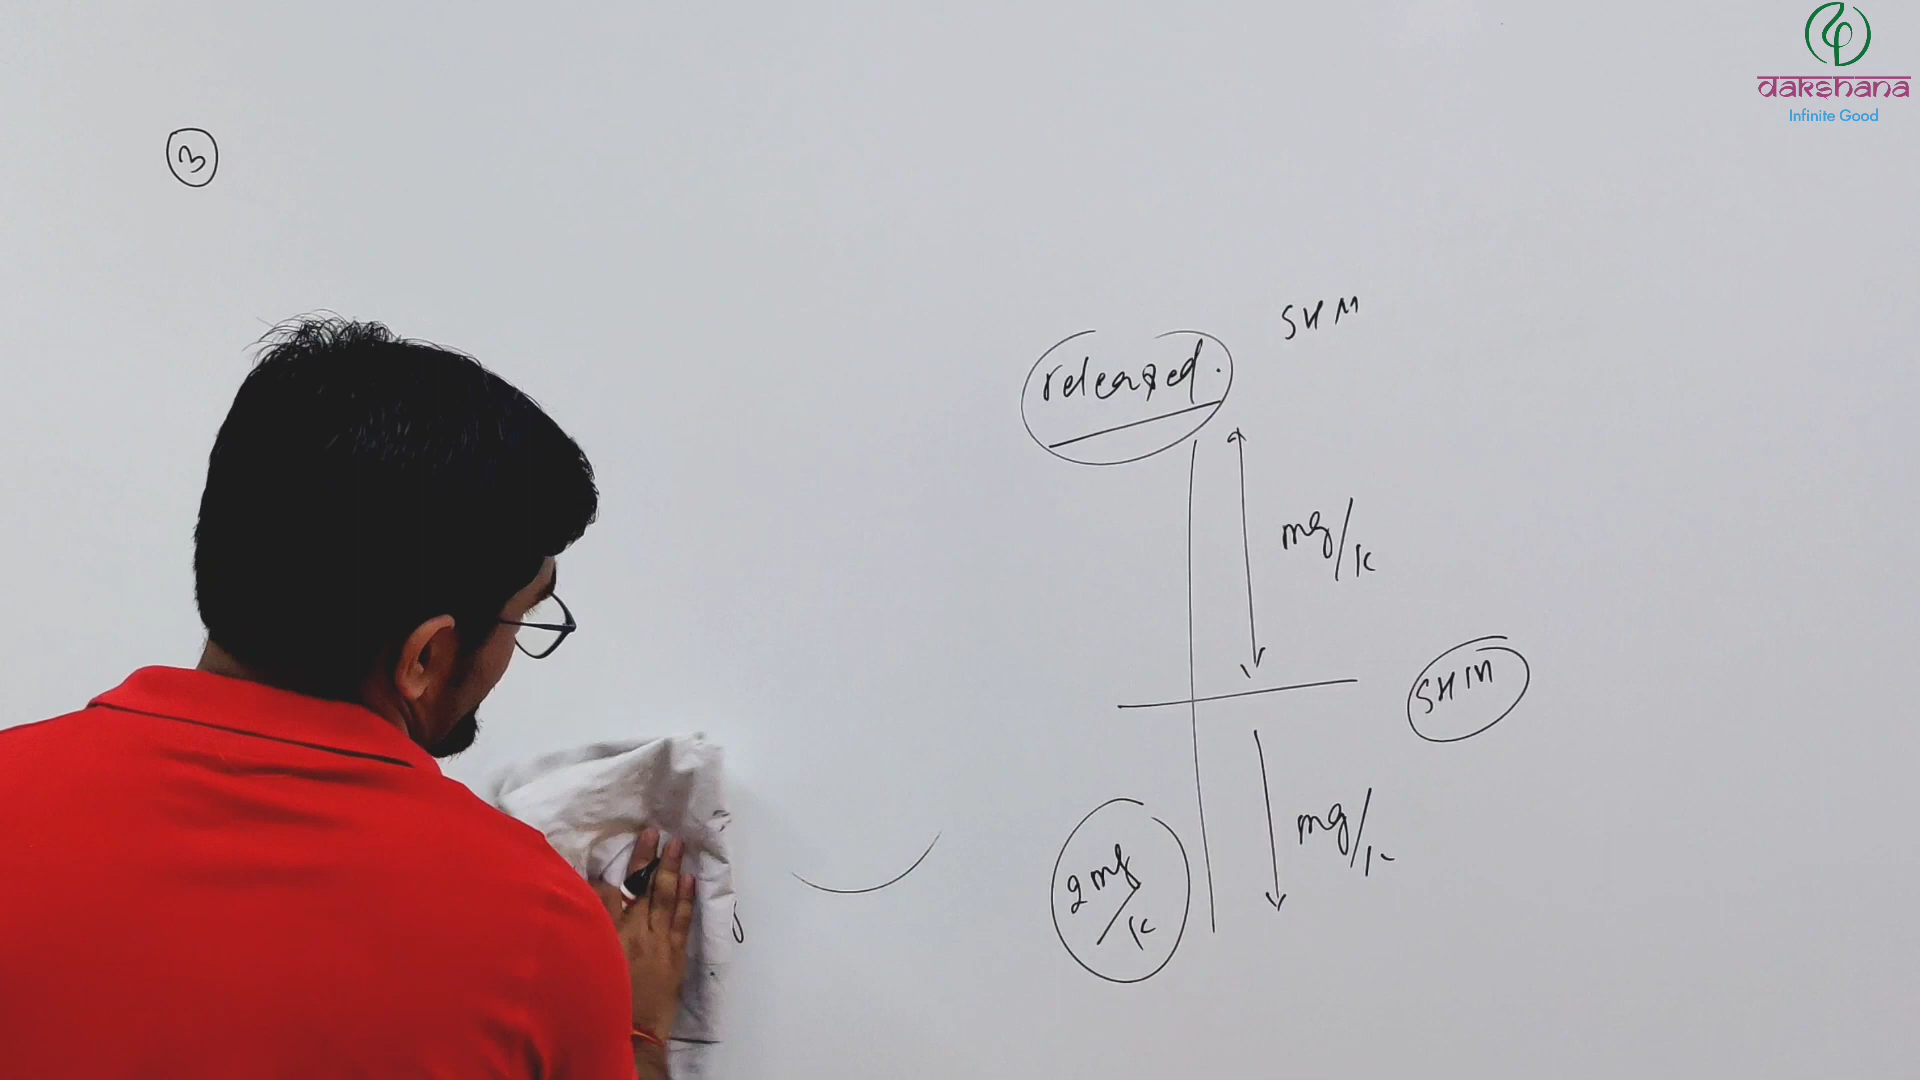 dakshana
Infinite Good
3
SHM
released.
mg/k
SHM
mg/k
2mg/k